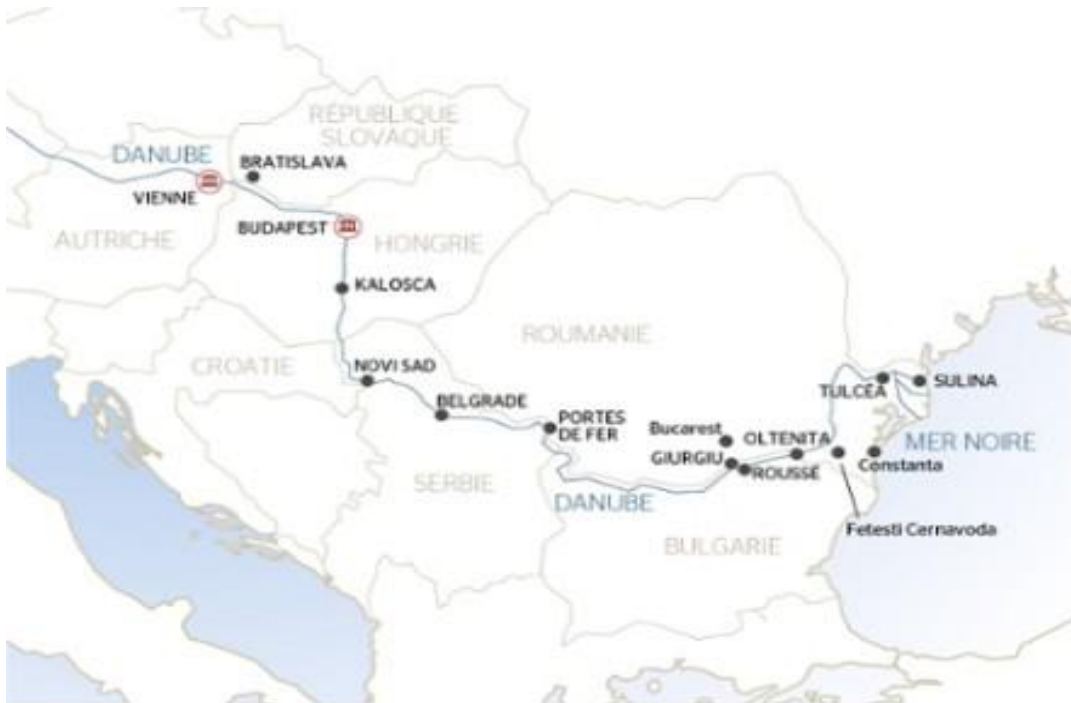 RÉPUBLIQUE
SLOVAQUE
DANUBE
BRATISLAVA
VIENNE
BUDAPEST
AUTRICHE
HONGRIE
KALOSCA
ROUMANIE
CROATIE
NOVI SAD
TULCEA
SULINA
BELGRADE
PORTES
DE FER
Bucarest
OLTENITA
MER NOIRE
GIURGIU
ROUSSÉ
Constanta
SERBIE
DANUBE
Fetesti Cernavoda
BULGARIE